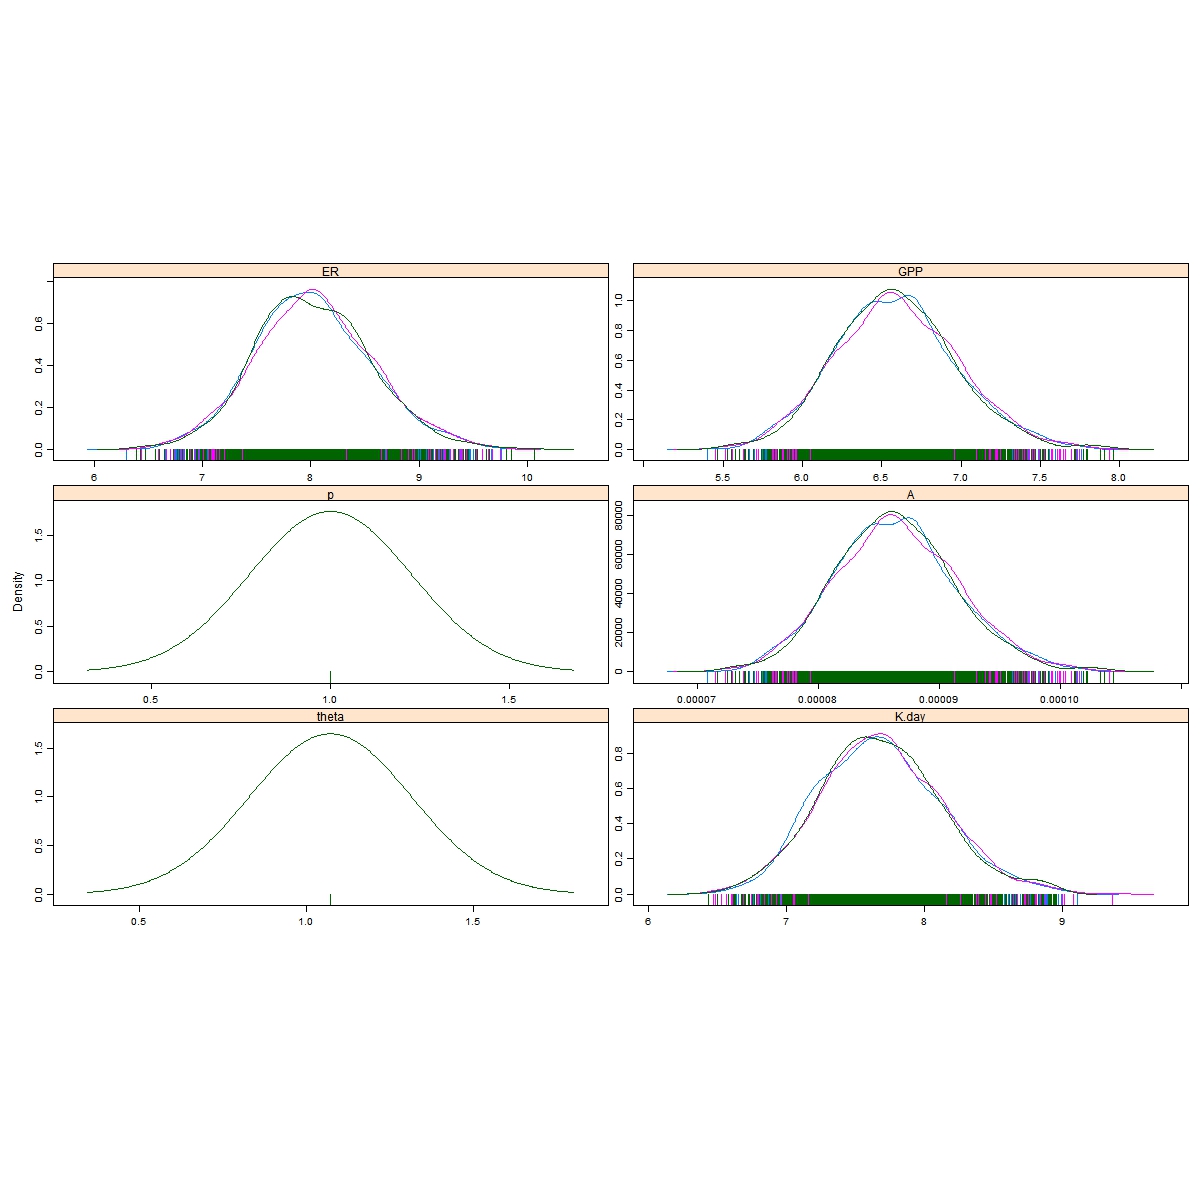 ER
GPP
0.0 0.2 0.4 0.6
0.0 0.2 0.4 0.6 0.8 1.0
6 7 8 9 10
5.5 6.0 6.5 7.0 7.5 8.0
p
A
Density
0.0 0.5 1.0 1.5
0 20000 40000 60000 80000
0.5 1.0 1.5
0.00007 0.00008 0.00009 0.00010
theta
K.day
0.0 0.5 1.0 1.5
0.0 0.2 0.4 0.6 0.8
0.5 1.0 1.5
6 7 8 9